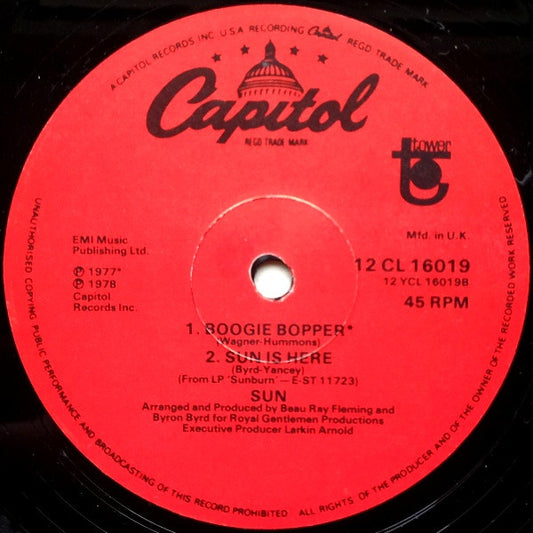 A CAPITOL RECORDS INC. U.S.A. RECORDING Capitol REGD. TRADE MARK
Capitol
REGD TRADE MARK
tower
t
EMI Music
Publishing Ltd.
Mfd. in U.K.
℗ 1977*
℗ 1978
Capitol
Records Inc.
12 CL 16019
12 YCL 16019B
45 RPM
1. BOOGIE BOPPER*
(Wagner-Hummons)
2. SUN IS HERE
(Byrd-Yancey)
(From LP 'Sunburn' — E-ST 11723)
SUN
Arranged and Produced by Beau Ray Fleming and
Byron Byrd for Royal Gentleman Productions
Executive Producer Larkin Arnold
UNAUTHORISED COPYING PUBLIC PERFORMANCE AND BROADCASTING OF THIS RECORD PROHIBITED. ALL RIGHTS OF THE PRODUCER AND OF THE OWNER OF THE RECORDED WORK RESERVED